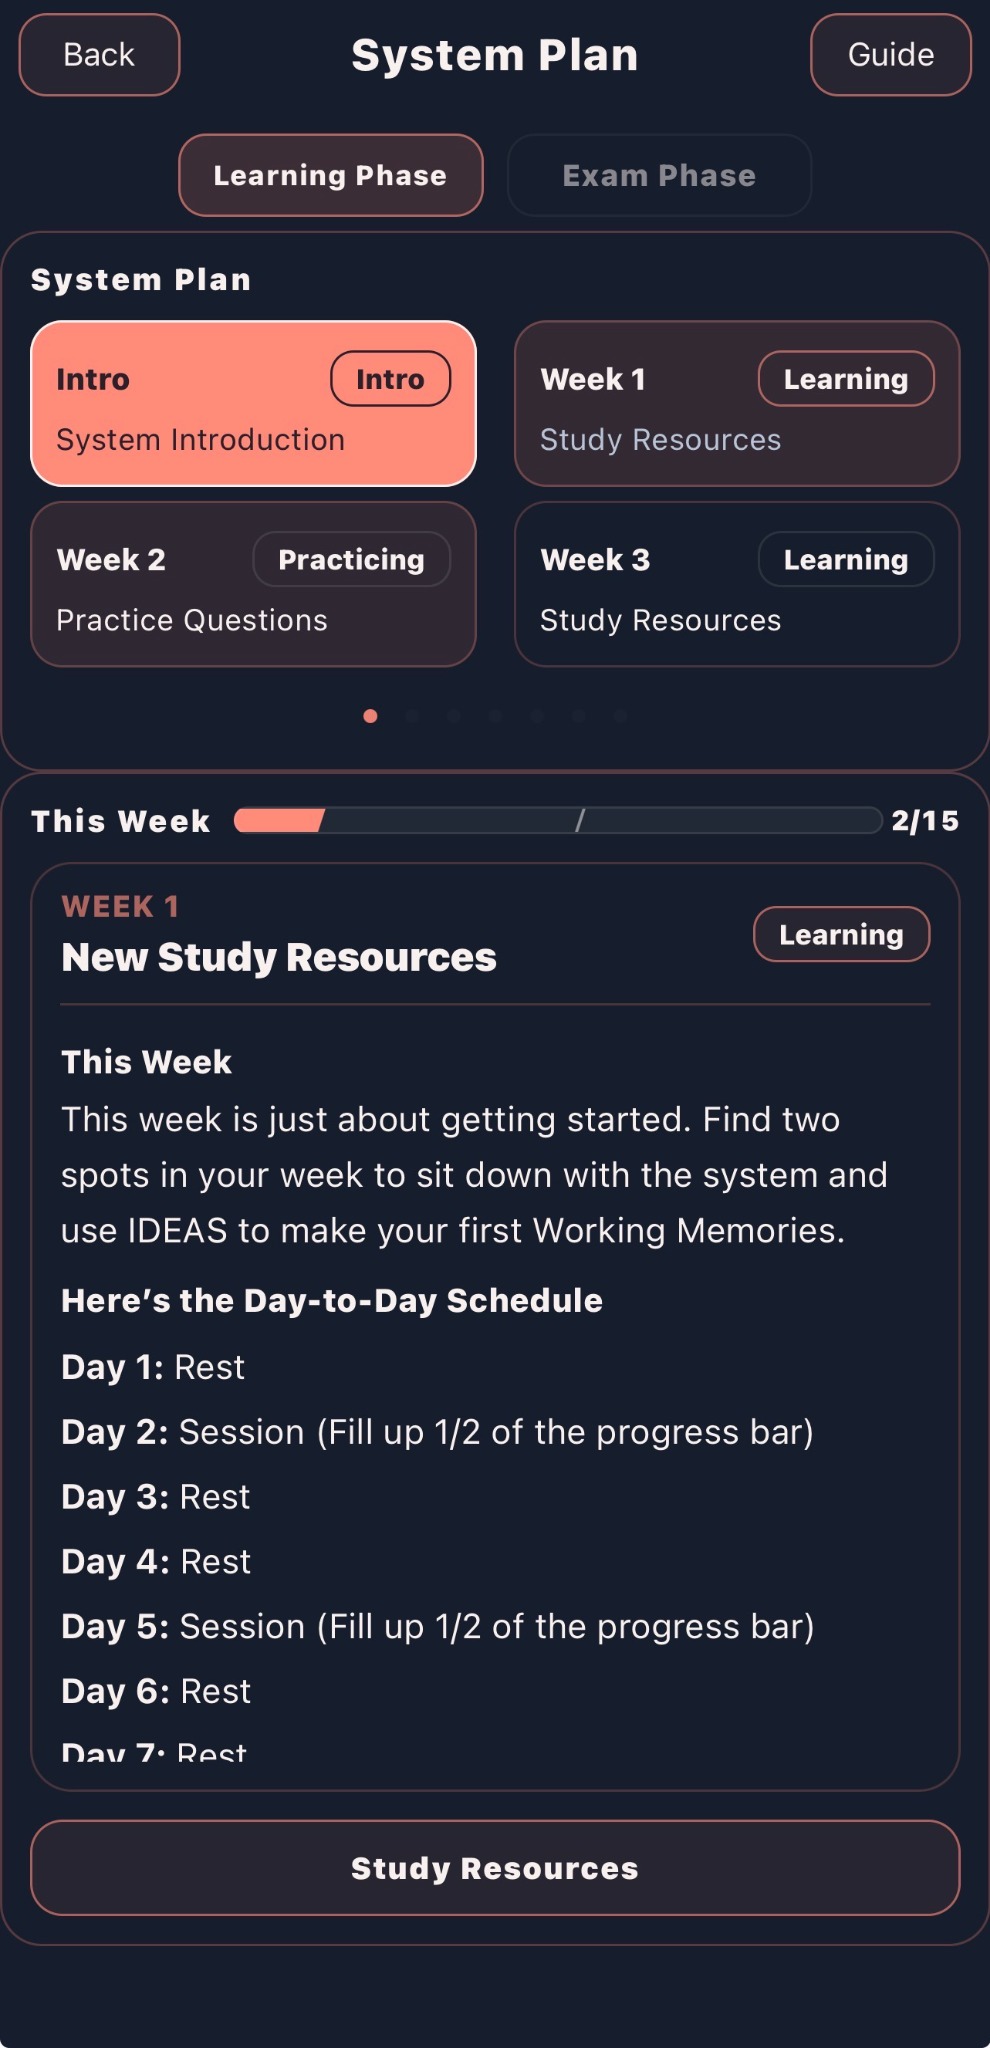 Back
System Plan
Guide
Learning Phase
Exam Phase
System Plan
Intro
Intro
System Introduction
Week 1
Learning
Study Resources
Week 2
Practicing
Practice Questions
Week 3
Learning
Study Resources
This Week
2/15
WEEK 1
New Study Resources
Learning
This Week
This week is just about getting started. Find two
spots in your week to sit down with the system and
use IDEAS to make your first Working Memories.
Here’s the Day-to-Day Schedule
Day 1: Rest
Day 2: Session (Fill up 1/2 of the progress bar)
Day 3: Rest
Day 4: Rest
Day 5: Session (Fill up 1/2 of the progress bar)
Day 6: Rest
Day 7: Rest
Study Resources